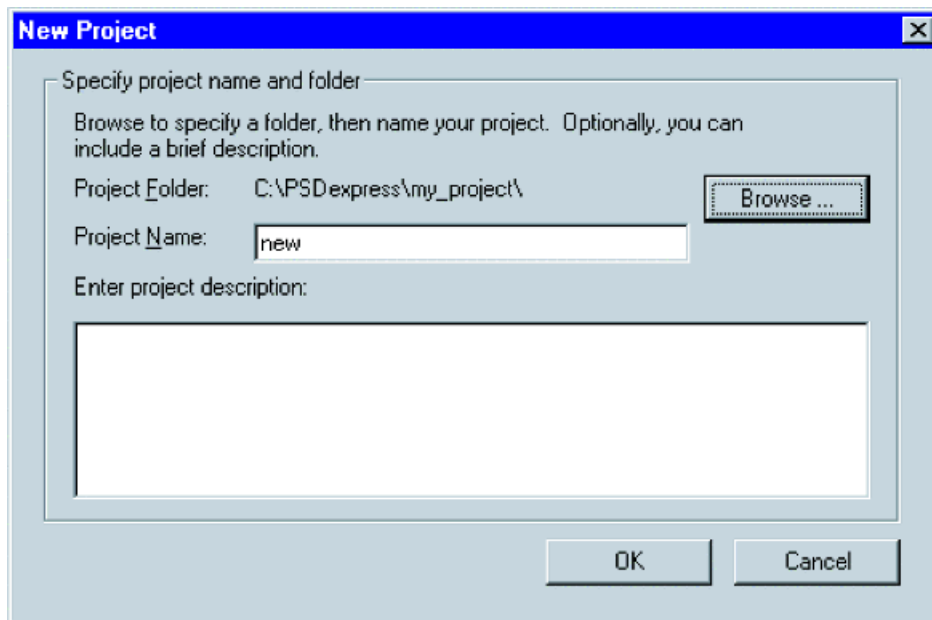 New Project
Specify project name and folder
Browse to specify a folder, then name your project. Optionally, you can
include a brief description.
Project Folder: C:\PSDexpress\my_project\
Browse ...
Project Name: new
Enter project description:
OK Cancel